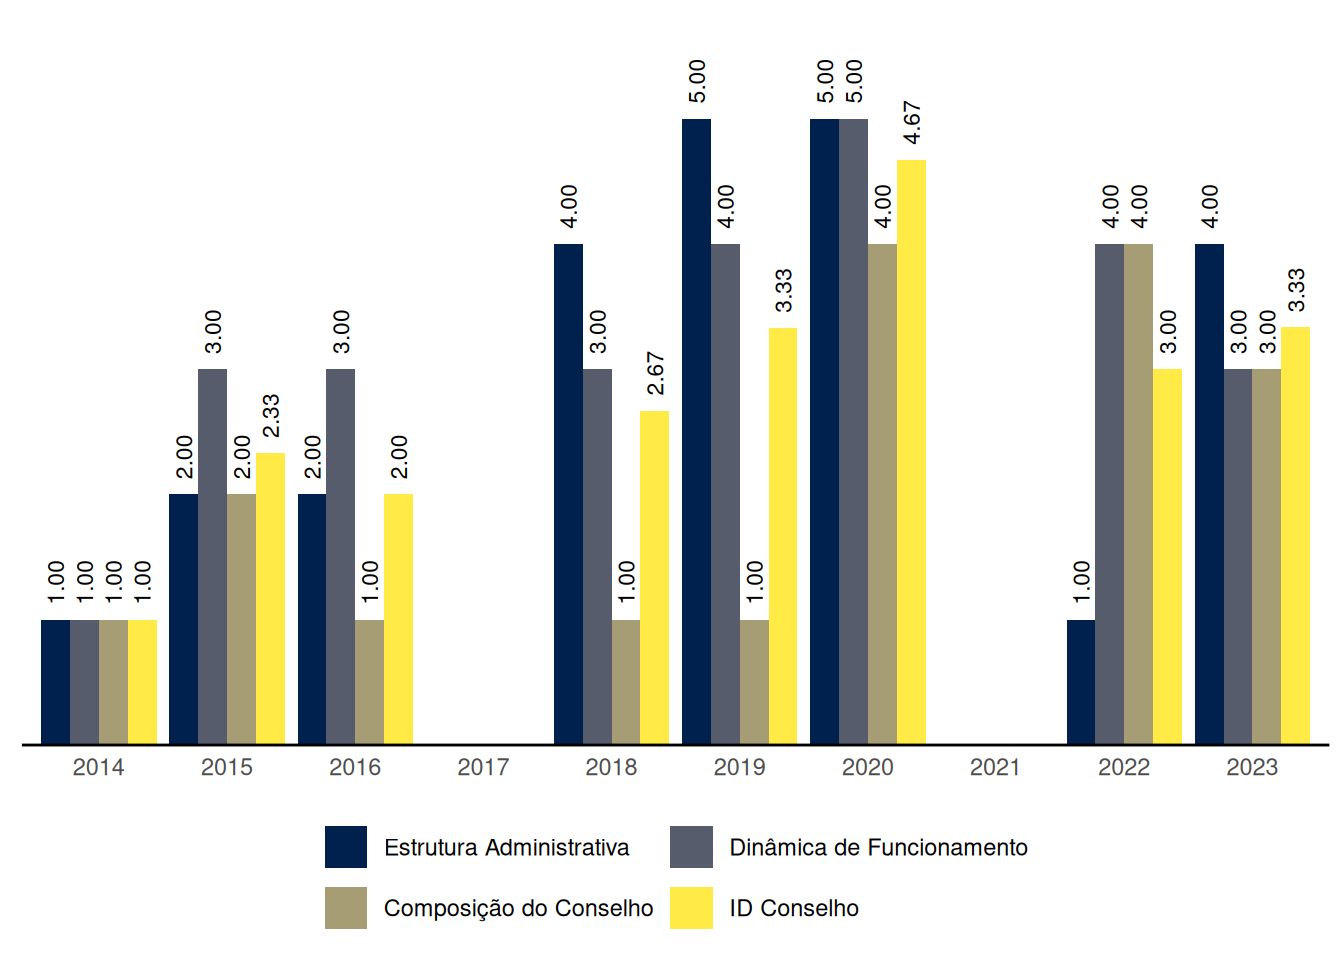 1.00 1.00 1.00 1.00
2.00 3.00 2.00 2.33
2.00 3.00 1.00 2.00
4.00 3.00 1.00 2.67
5.00 4.00 1.00 3.33
5.00 5.00 4.00 4.67
1.00 4.00 4.00 3.00
4.00 3.00 3.00 3.33
2014 2015 2016 2017 2018 2019 2020 2021 2022 2023
Estrutura Administrativa Dinâmica de Funcionamento
Composição do Conselho ID Conselho